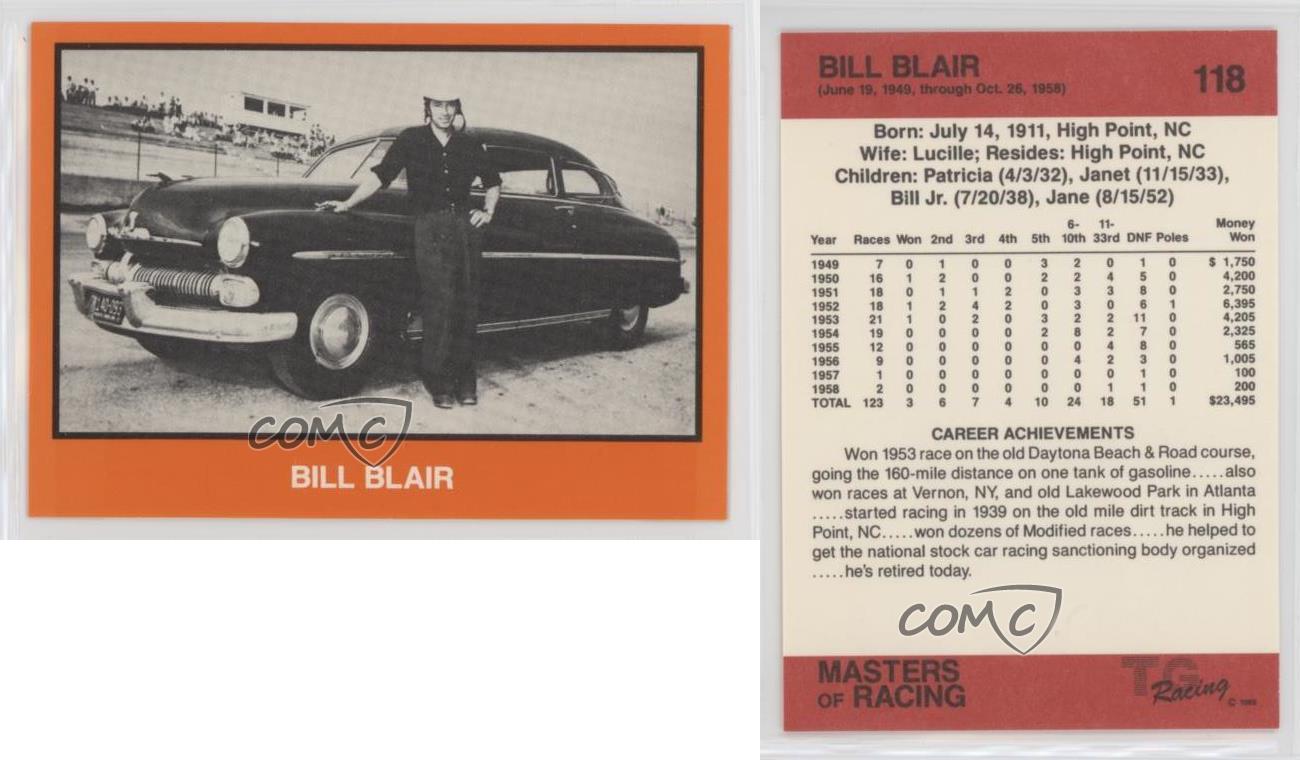 COMC
BILL BLAIR
BILL BLAIR
118
(June 19, 1949, through Oct. 26, 1958)
Born: July 14, 1911, High Point, NC
Wife: Lucille; Resides: High Point, NC
Children: Patricia (4/3/32), Janet (11/15/33),
Bill Jr. (7/20/38), Jane (8/15/52)
6- 11- Money
Year Races Won 2nd 3rd 4th 5th 10th 33rd DNF Poles Won
1949 7 0 1 0 0 3 2 0 1 0 $ 1,750
1950 16 1 2 0 0 2 2 4 5 0 4,200
1951 18 0 1 1 2 0 3 3 8 0 2,750
1952 18 1 2 4 2 0 3 0 6 1 6,395
1953 21 1 0 2 0 3 2 2 11 0 4,205
1954 19 0 0 0 0 2 8 2 7 0 2,325
1955 12 0 0 0 0 0 0 4 8 0 565
1956 9 0 0 0 0 0 4 2 3 0 1,005
1957 1 0 0 0 0 0 0 0 1 0 100
1958 2 0 0 0 0 0 0 1 1 0 200
TOTAL 123 3 6 7 4 10 24 18 51 1 $23,495
CAREER ACHIEVEMENTS
Won 1953 race on the old Daytona Beach & Road course,
going the 160-mile distance on one tank of gasoline.....also
won races at Vernon, NY, and old Lakewood Park in Atlanta
.....started racing in 1939 on the old mile dirt track in High
Point, NC.....won dozens of Modified races.....he helped to
get the national stock car racing sanctioning body organized
.....he's retired today.
COMC
MASTERS
OF RACING
TG
Racing
©